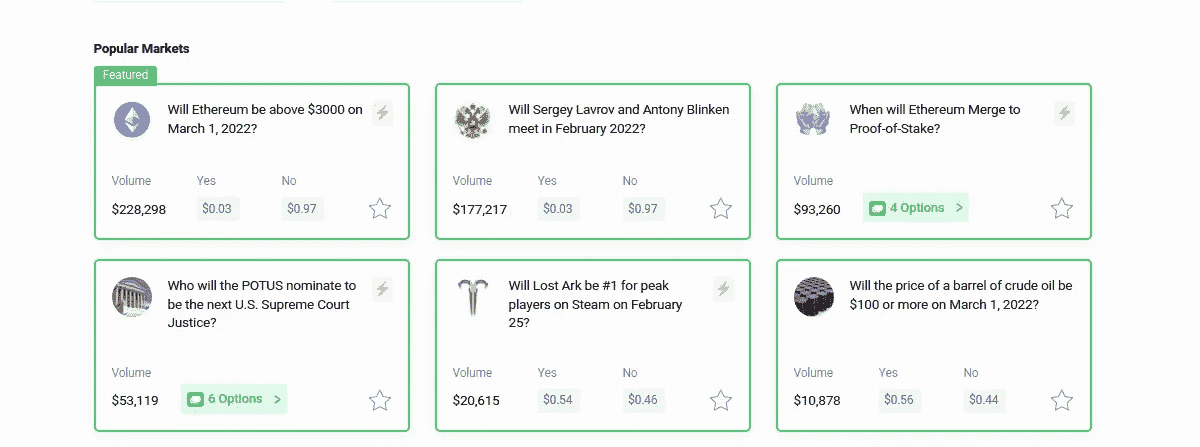 Popular Markets
Featured
Will Ethereum be above $3000 on
March 1, 2022?
Volume Yes No
$228,298 $0.03 $0.97
Will Sergey Lavrov and Antony Blinken
meet in February 2022?
Volume Yes No
$177,217 $0.03 $0.97
When will Ethereum Merge to
Proof-of-Stake?
Volume
$93,260 4 Options >
Who will the POTUS nominate to
be the next U.S. Supreme Court
Justice?
Volume
$53,119 6 Options >
Will Lost Ark be #1 for peak
players on Steam on February
25?
Volume Yes No
$20,615 $0.54 $0.46
Will the price of a barrel of crude oil be
$100 or more on March 1, 2022?
Volume Yes No
$10,878 $0.56 $0.44